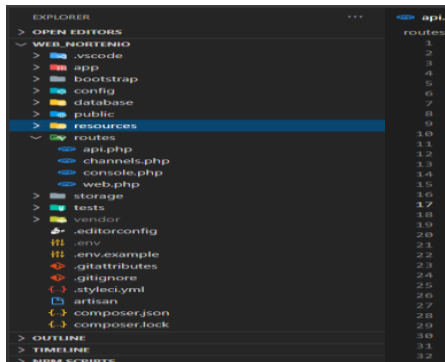 EXPLORER
OPEN EDITORS
WEB_NORTENIO
.vscode
app
bootstrap
config
database
public
resources
routes
api.php
channels.php
console.php
web.php
storage
tests
vendor
.editorconfig
.env
.env.example
.gitattributes
.gitignore
.styleci.yml
artisan
composer.json
composer.lock
OUTLINE
TIMELINE
NPM SCRIPTS
api.
routes
1
2
3
4
5
6
7
8
9
10
11
12
13
14
15
16
17
18
19
20
21
22
23
24
25
26
27
28
29
30
31
32